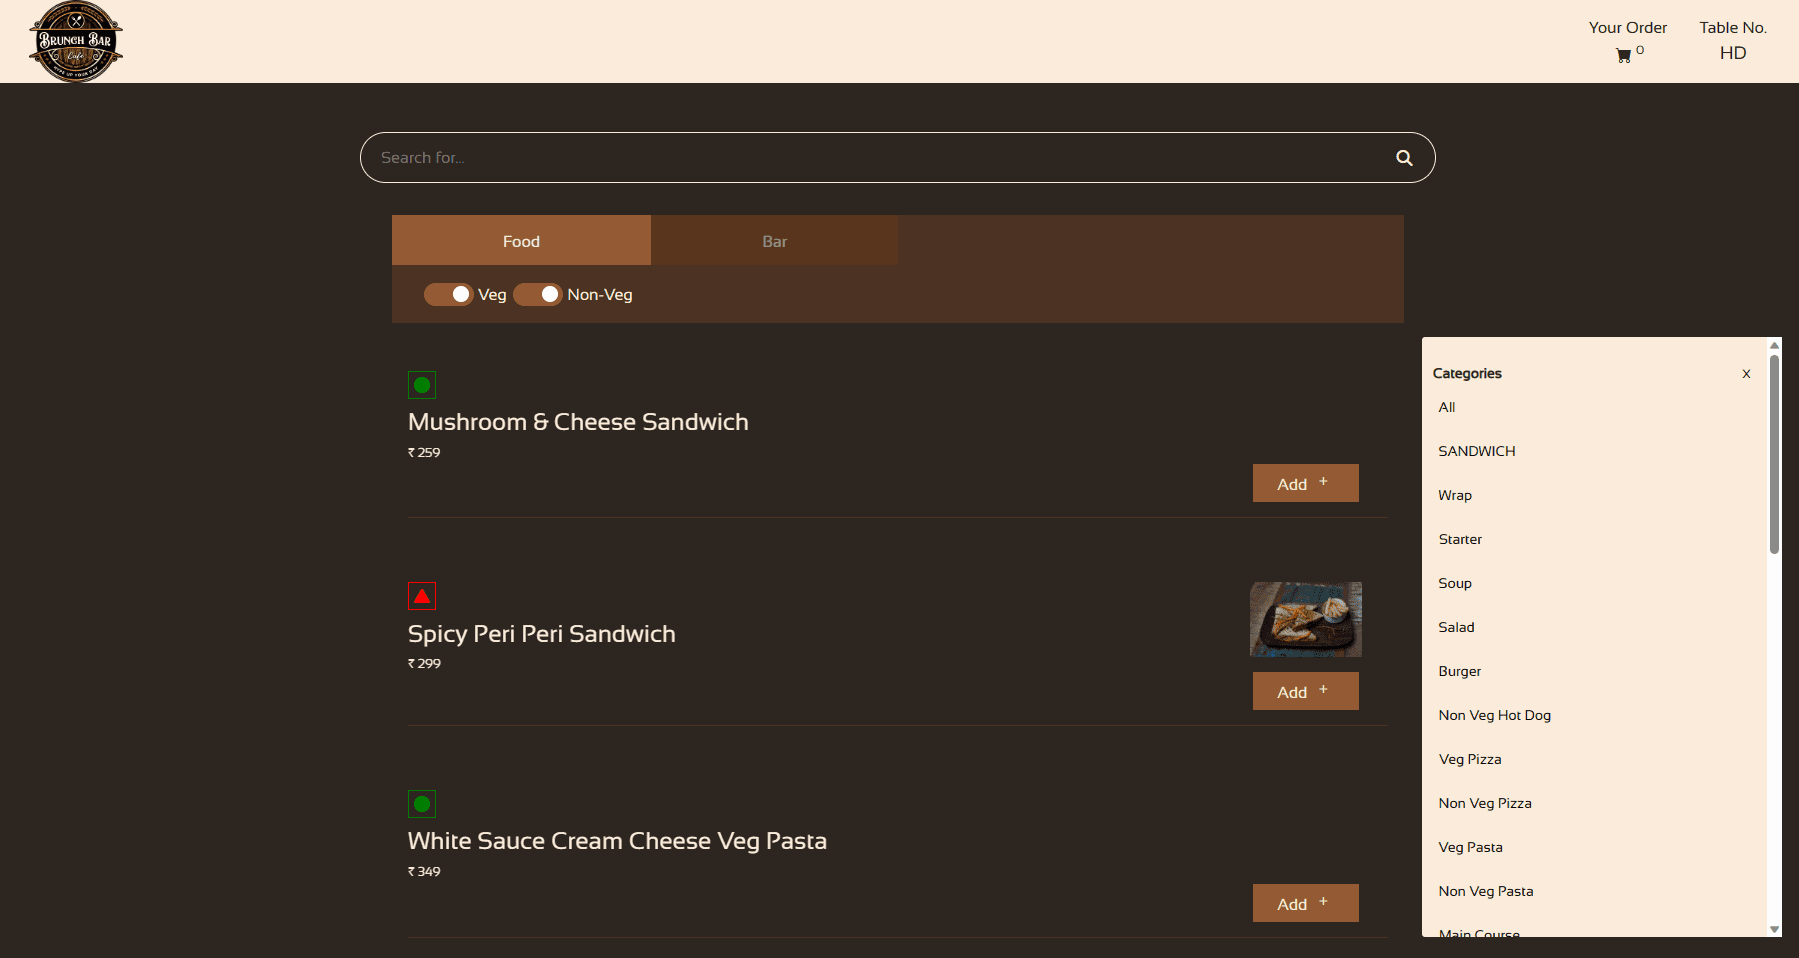 BRUNCH BAR
Cafe
Your Order
0
Table No.
HD
Search for...
Food
Bar
Veg
Non-Veg
Mushroom & Cheese Sandwich
₹ 259
Add +
Spicy Peri Peri Sandwich
₹ 299
Add +
White Sauce Cream Cheese Veg Pasta
₹ 349
Add +
Categories
X
All
SANDWICH
Wrap
Starter
Soup
Salad
Burger
Non Veg Hot Dog
Veg Pizza
Non Veg Pizza
Veg Pasta
Non Veg Pasta
Main Course